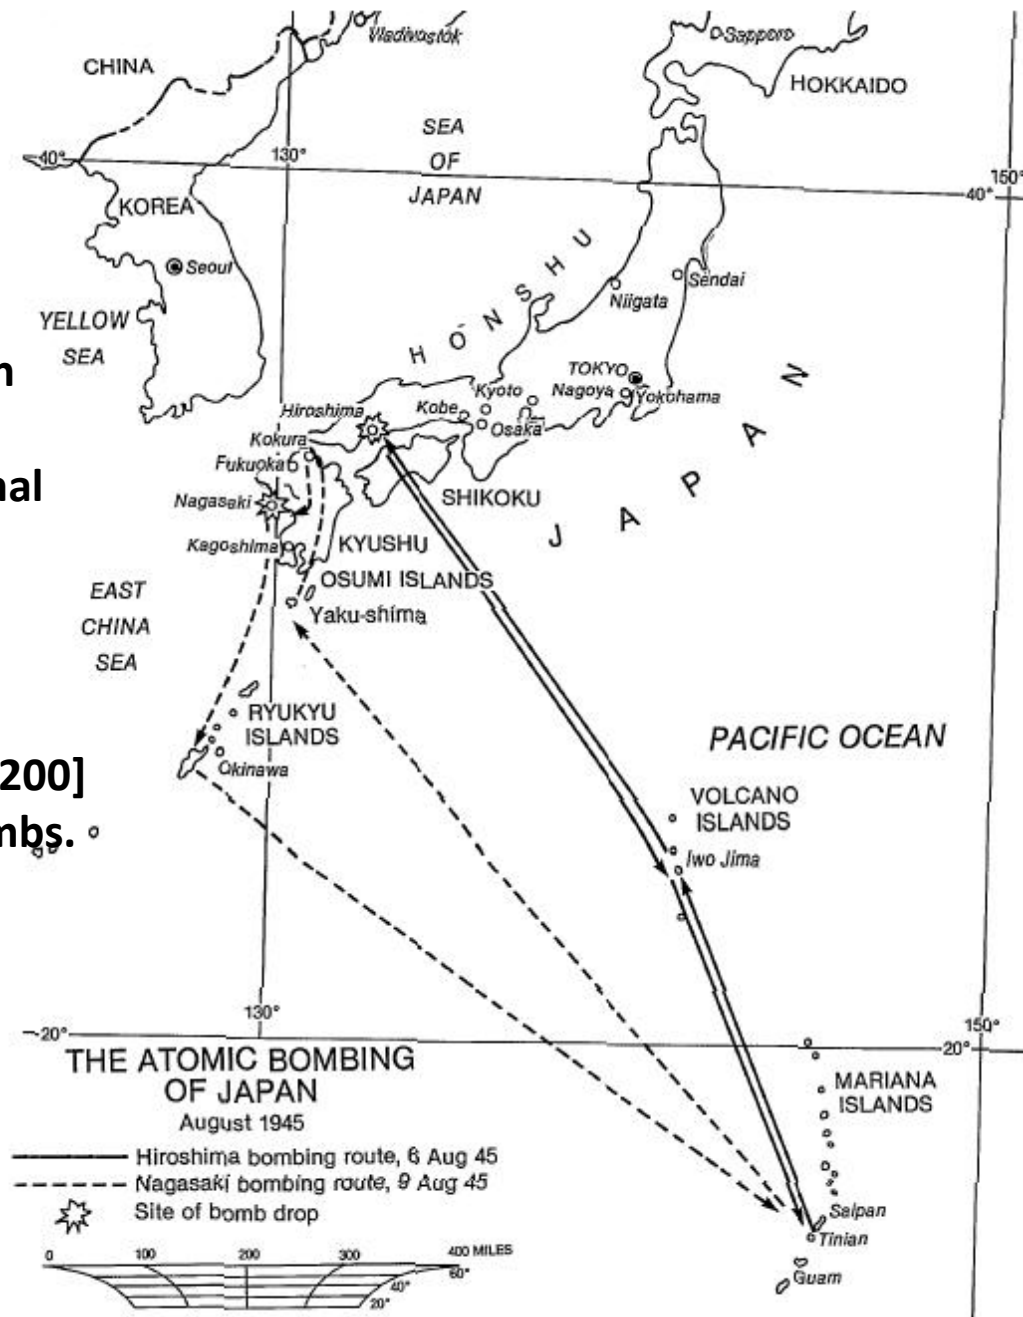 Vladivostok
Sapporo
CHINA
HOKKAIDO
SEA
OF
JAPAN
40°
130°
150°
40°
KOREA
Seoul
HONSHU
Sendai
Niigata
YELLOW
SEA
n
TOKYO
Kyoto
Nagoya
Yokohama
Hiroshima
Kobe
Osaka
Kokura
Fukuoka
nal
Nagasaki
SHIKOKU
JAPAN
Kagoshima
KYUSHU
EAST
CHINA
SEA
OSUMI ISLANDS
Yaku-shima
RYUKYU
ISLANDS
PACIFIC OCEAN
200]
Okinawa
VOLCANO
ISLANDS
mbs.
Iwo Jima
20°
130°
150°
20°
THE ATOMIC BOMBING
OF JAPAN
August 1945
MARIANA
ISLANDS
Hiroshima bombing route, 6 Aug 45
Nagasaki bombing route, 9 Aug 45
Site of bomb drop
Saipan
Tinian
Guam
0 100 200 300 400 MILES
60°
40°
20°